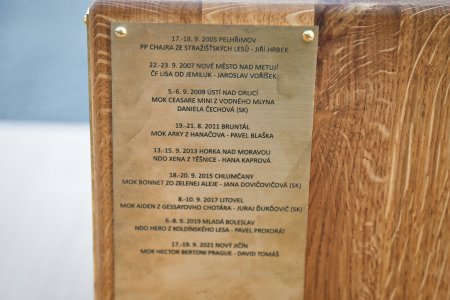 17.-18. 9. 2005 PELHŘIMOV
PP CHAJRÁ ZE STRAŽIŠTSKÝCH LESŮ - JIŘÍ HRBEK
22.-23. 9. 2007 NOVÉ MĚSTO NAD METUJÍ
ČF LISA OD JEMILUK - JAROSLAV VOŘÍŠEK
5.-6. 9. 2009 ÚSTÍ NAD ORLICÍ
MOK CEASARE MINI Z VODNÉHO MLYNA
DANIELA ČECHOVÁ (SK)
19.-21. 8. 2011 BRUNTÁL
MOK ARKY Z HANAČOVA - PAVEL BLAŠKA
13.-15. 9. 2013 HORKA NAD MORAVOU
NDO XENA Z TĚŠNICE - HANA KAPROVÁ
18.-20. 9. 2015 CHLUMČANY
MOK BONNET ZO ZELENEJ ALEJE - JANA DOVIČOVIČOVÁ (SK)
8.-10. 9. 2017 LITOVEL
MOK AIDEN Z GESSAYOVHO CHOTÁRA - JURAJ ĎURĎOVIČ (SK)
6.-8. 9. 2019 MLADÁ BOLESLAV
NDO HERO Z KOLDÍNSKÉHO LESA - PAVEL PROKORÁT
17.-19. 9. 2021 NOVÝ JIČÍN
MOK HECTOR BERTONI PRAGUE - DAVID TOMÁŠ